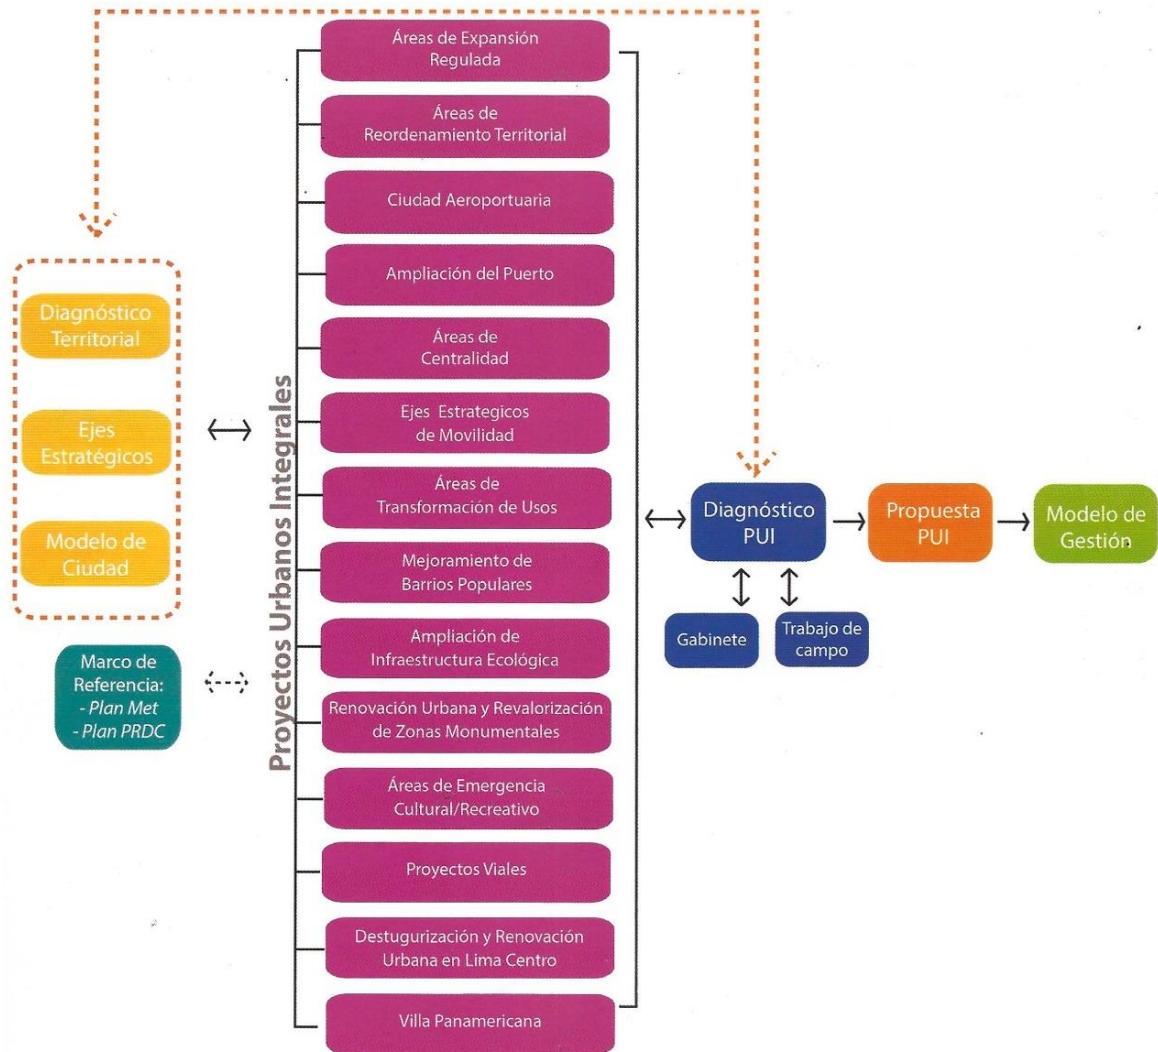 Áreas de Expansión
Regulada
Áreas de
Reordenamiento Territorial
Ciudad Aeroportuaria
Ampliación del Puerto
Áreas de
Centralidad
Ejes Estrategicos
de Movilidad
Áreas de
Transformación de Usos
Mejoramiento de
Barrios Populares
Ampliación de
Infraestructura Ecológica
Renovación Urbana y Revalorización
de Zonas Monumentales
Áreas de Emergencia
Cultural/Recreativo
Proyectos Viales
Destugurización y Renovación
Urbana en Lima Centro
Villa Panamericana
Proyectos Urbanos Integrales
Diagnóstico
Territorial
Ejes
Estratégicos
Modelo de
Ciudad
Marco de
Referencia:
- Plan Met
- Plan PRDC
Diagnóstico
PUI
Gabinete
Trabajo de
campo
Propuesta
PUI
Modelo de
Gestión